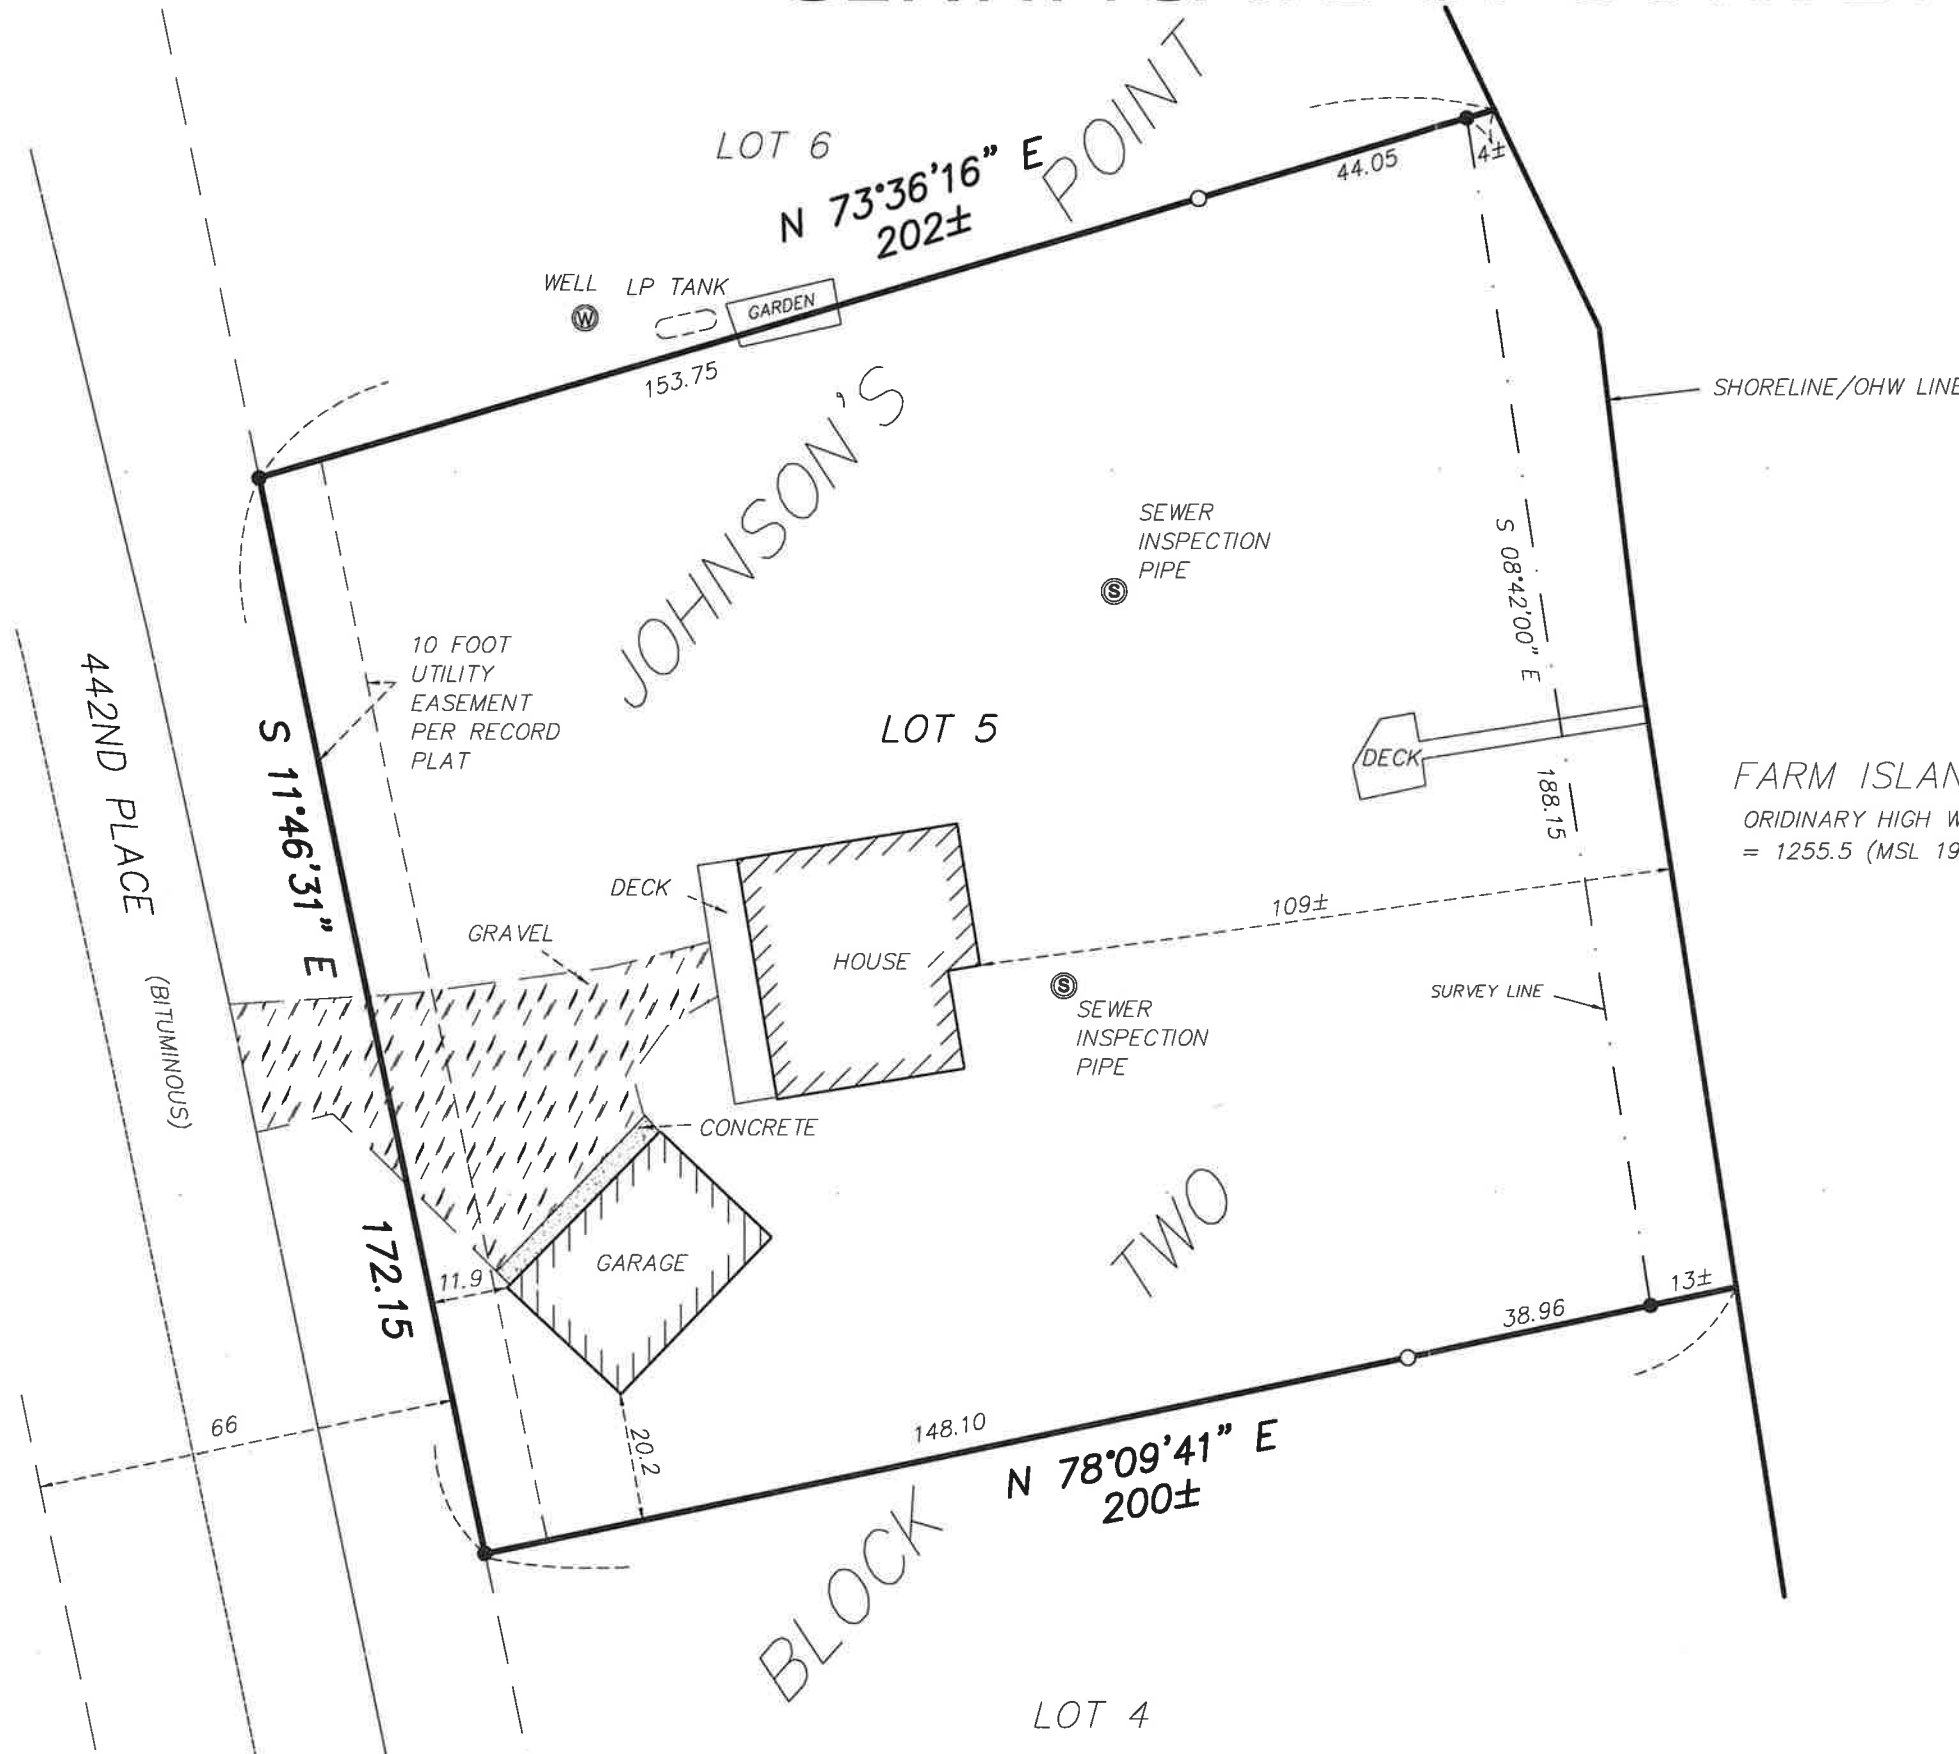 LOT 6
N 73°36'16" E
202±
POINT
44.05
4±
WELL
LP TANK
GARDEN
W
153.75
JOHNSON'S
SHORELINE/OHW LINE
SEWER
INSPECTION
PIPE
S
S 08°42'00" E
10 FOOT
UTILITY
EASEMENT
PER RECORD
PLAT
442ND PLACE
S 11°46'31" E
LOT 5
DECK
188.15
FARM ISLAN
ORIDINARY HIGH W
= 1255.5 (MSL 19
DECK
GRAVEL
HOUSE
109±
(BITUMINOUS)
S
SEWER
INSPECTION
PIPE
SURVEY LINE
CONCRETE
172.15
11.9
GARAGE
TWO
13±
38.96
66
20.2
148.10
N 78°09'41" E
200±
BLOCK
LOT 4